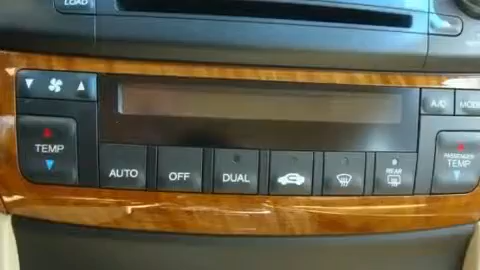 LOAD
A/C
MODE
TEMP
AUTO
OFF
DUAL
REAR
PASSENGER
TEMP